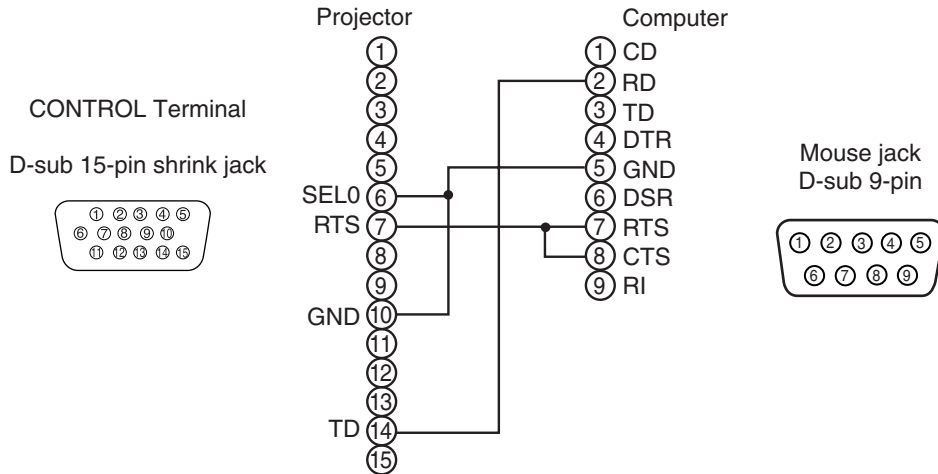 Projector
Computer
CONTROL Terminal
D-sub 15-pin shrink jack
1 2 3 4 5
6 7 8 9 10
11 12 13 14 15
1
2
3
4
5
SEL0 6
RTS 7
8
9
GND 10
11
12
13
TD 14
15
1 CD
2 RD
3 TD
4 DTR
5 GND
6 DSR
7 RTS
8 CTS
9 RI
Mouse jack
D-sub 9-pin
1 2 3 4 5
6 7 8 9